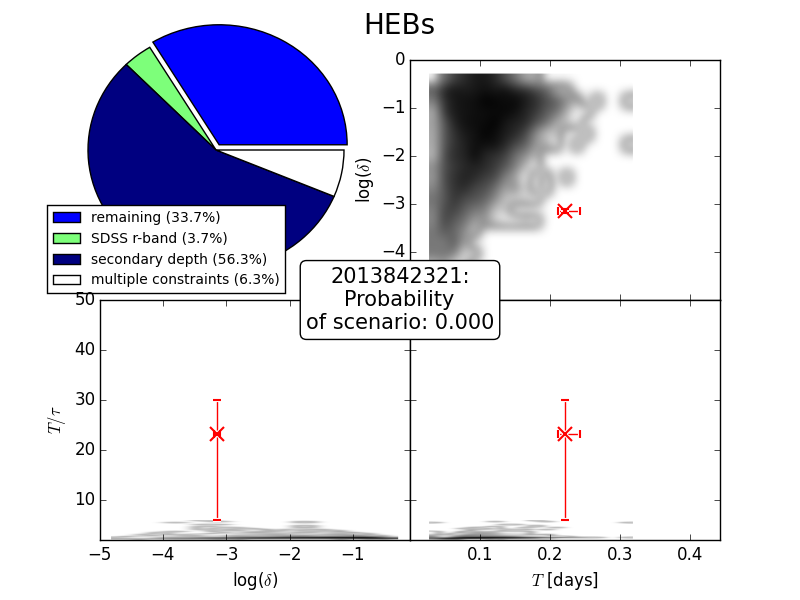 HEBs
remaining (33.7%)
SDSS r-band (3.7%)
secondary depth (56.3%)
multiple constraints (6.3%)
0
−1
−2
−3
−4
log(δ)
2013842321:
Probability
of scenario: 0.000
50
40
30
20
10
T/τ
−5 −4 −3 −2 −1
log(δ)
0.1 0.2 0.3 0.4
T [days]